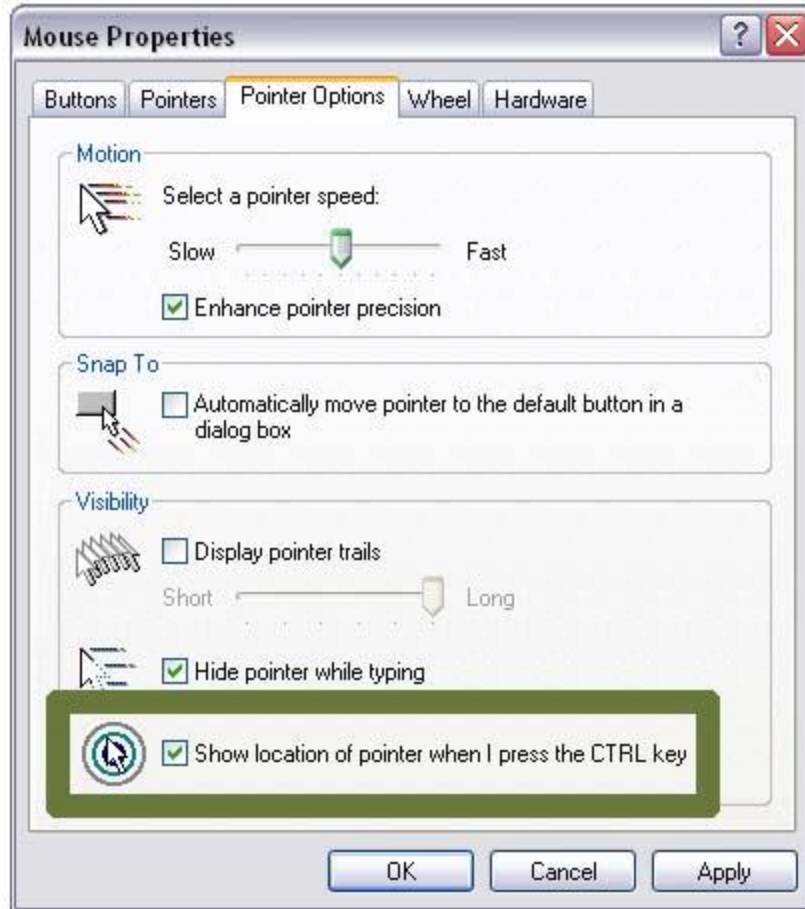 Mouse Properties
Buttons Pointers Pointer Options Wheel Hardware
Motion
Select a pointer speed:
Slow Fast
Enhance pointer precision
Snap To
Automatically move pointer to the default button in a
dialog box
Visibility
Display pointer trails
Short Long
Hide pointer while typing
Show location of pointer when I press the CTRL key
OK Cancel Apply